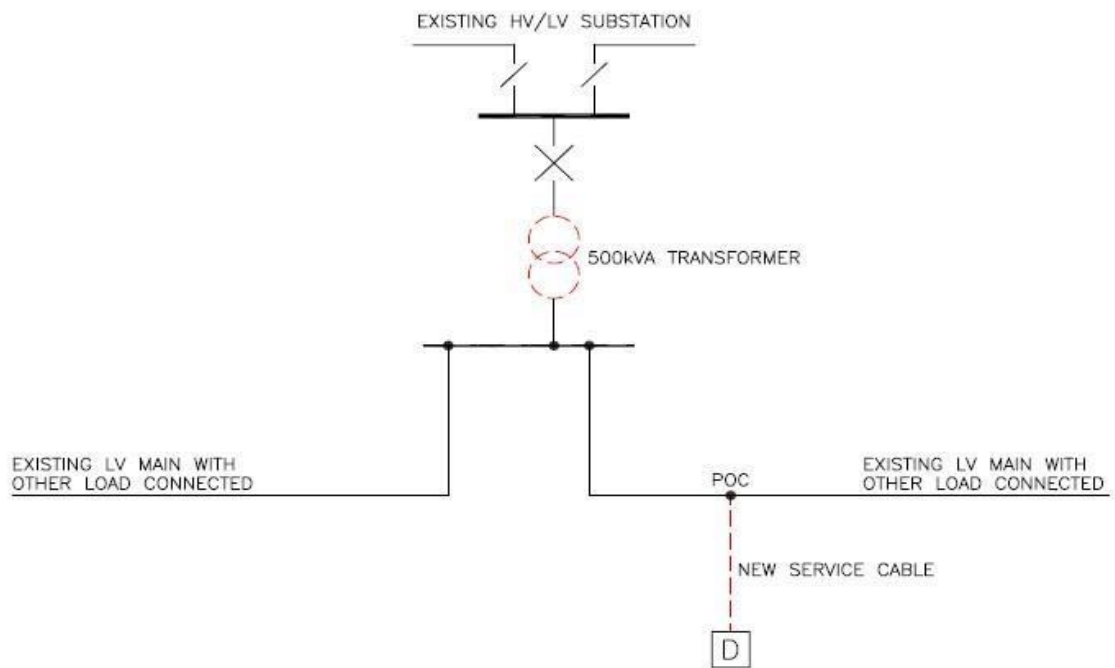 EXISTING HV/LV SUBSTATION
500kVA TRANSFORMER
EXISTING LV MAIN WITH
OTHER LOAD CONNECTED
POC
EXISTING LV MAIN WITH
OTHER LOAD CONNECTED
NEW SERVICE CABLE
D